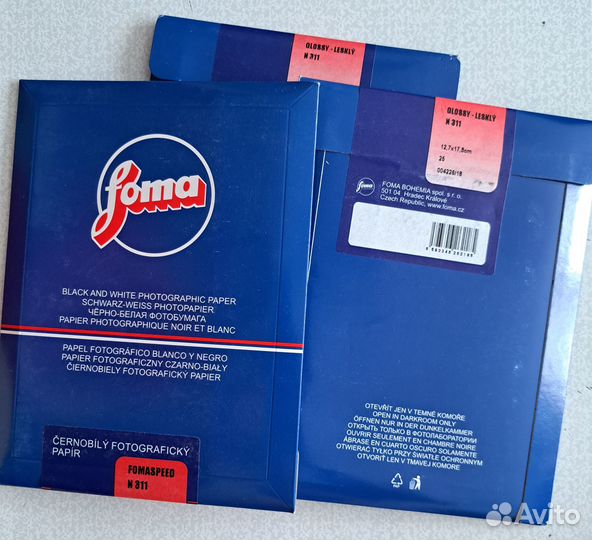 GLOSSY - LESKLÝ
N 311
foma
BLACK AND WHITE PHOTOGRAPHIC PAPER
SCHWARZ-WEISS PHOTOPAPIER
ЧЁРНО-БЕЛАЯ ФОТОБУМАГА
PAPIER PHOTOGRAPHIQUE NOIR ET BLANC
PAPEL FOTOGRÁFICO BLANCO Y NEGRO
PAPIER FOTOGRAFICZNY CZARNO-BIAŁY
ČIERNOBIELY FOTOGRAFICKÝ PAPIER
ČERNOBÍLÝ FOTOGRAFICKÝ
PAPÍR
FOMASPEED
N 311
GLOSSY - LESKLÝ
N 311
12,7x17,8cm
25
004226/18
foma
FOMA BOHEMIA spol. s r. o.
501 04 Hradec Králové
Czech Republic, www.foma.cz
OTEVŘÍT JEN V TEMNÉ KOMOŘE
OPEN IN DARKROOM ONLY
ÖFFNEN NUR IN DER DUNKELKAMMER
ОТКРЫТЬ ТОЛЬКО В ФОТОЛАБОРАТОРИИ
OUVRIR SEULEMENT EN CHAMBRE NOIRE
ÁBRASE EN CUARTO OSCURO SOLAMENTE
OTWIERAĆ TYLKO PRZY ŚWIATLE OCHRONNYM
OTVORIŤ LEN V TMAVEJ KOMORE
Avito